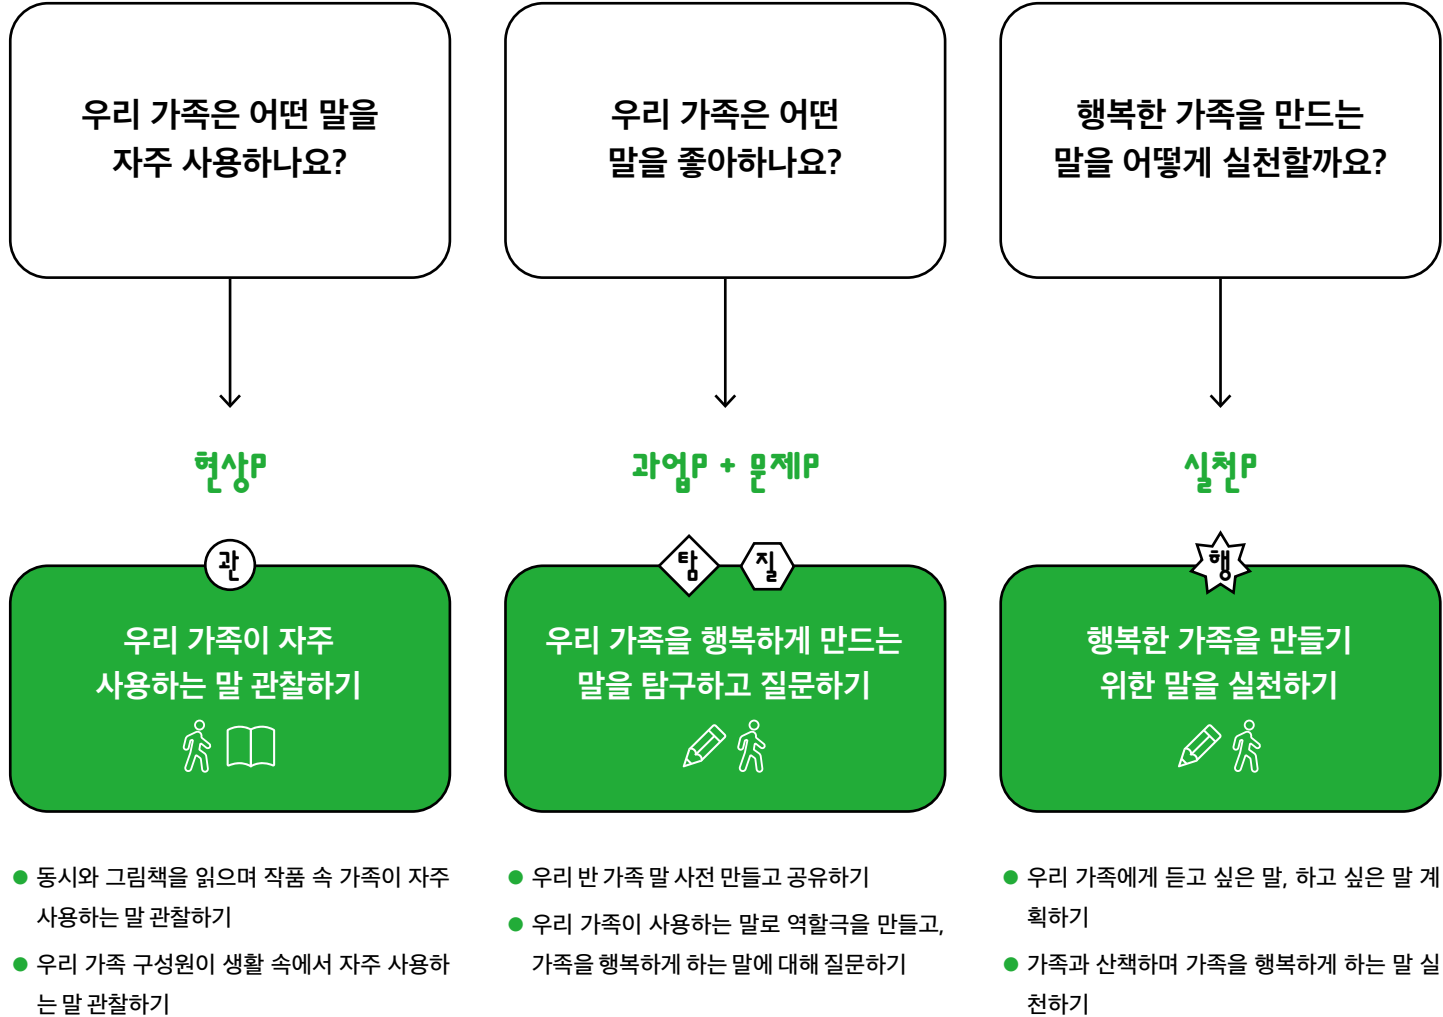 우리 가족은 어떤 말을
자주 사용하나요?
현상P
관
우리 가족이 자주
사용하는 말 관찰하기
동시와 그림책을 읽으며 작품 속 가족이 자주
사용하는 말 관찰하기
우리 가족 구성원이 생활 속에서 자주 사용하
는 말 관찰하기
우리 가족은 어떤
말을 좋아하나요?
과업P + 문제P
탐 질
우리 가족을 행복하게 만드는
말을 탐구하고 질문하기
우리 반 가족 말 사전 만들고 공유하기
우리 가족이 사용하는 말로 역할극을 만들고,
가족을 행복하게 하는 말에 대해 질문하기
행복한 가족을 만드는
말을 어떻게 실천할까요?
실천P
행
행복한 가족을 만들기
위한 말을 실천하기
우리 가족에게 듣고 싶은 말, 하고 싶은 말 계
획하기
가족과 산책하며 가족을 행복하게 하는 말 실
천하기